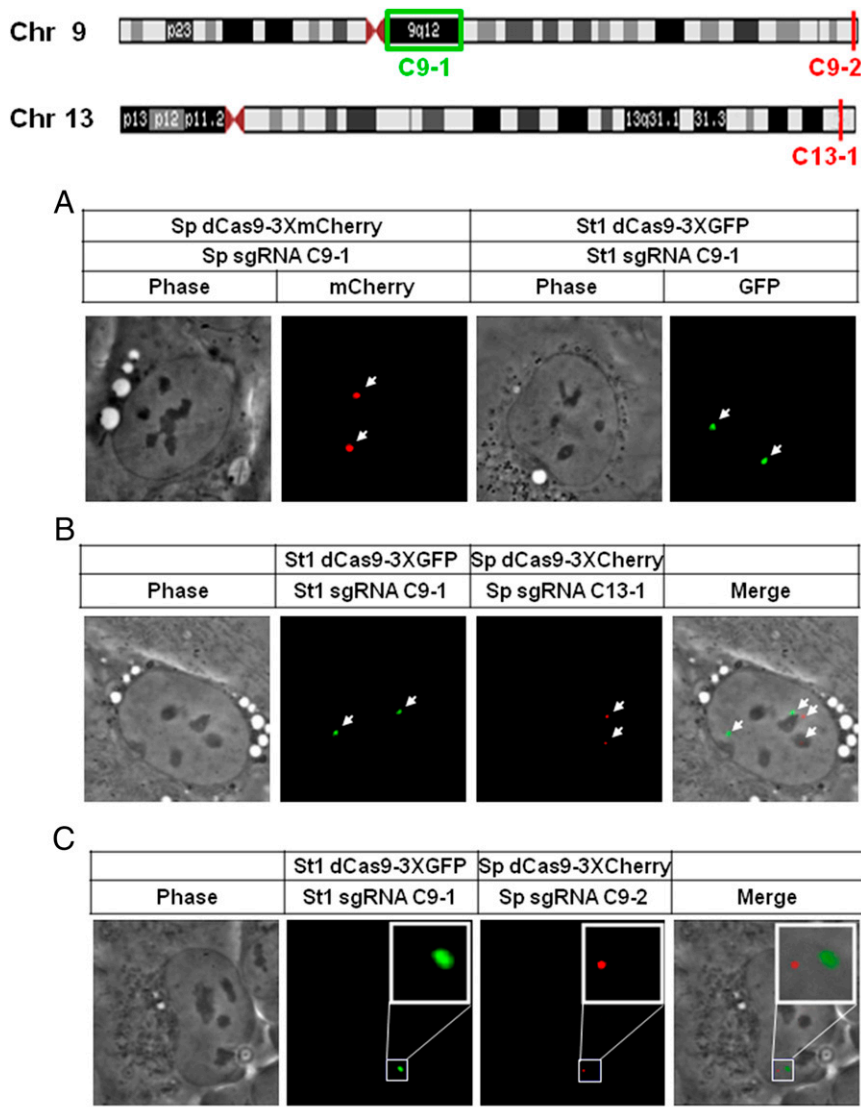 Chr 9 p23 9q12
C9-1 C9-2
Chr 13 p13 p12 p11.2 13q31.1 31.3
C13-1
A
Sp dCas9-3XmCherry St1 dCas9-3XGFP
Sp sgRNA C9-1 St1 sgRNA C9-1
Phase mCherry Phase GFP
B
St1 dCas9-3XGFP Sp dCas9-3XCherry
Phase St1 sgRNA C9-1 Sp sgRNA C13-1 Merge
C
St1 dCas9-3XGFP Sp dCas9-3XCherry
Phase St1 sgRNA C9-1 Sp sgRNA C9-2 Merge